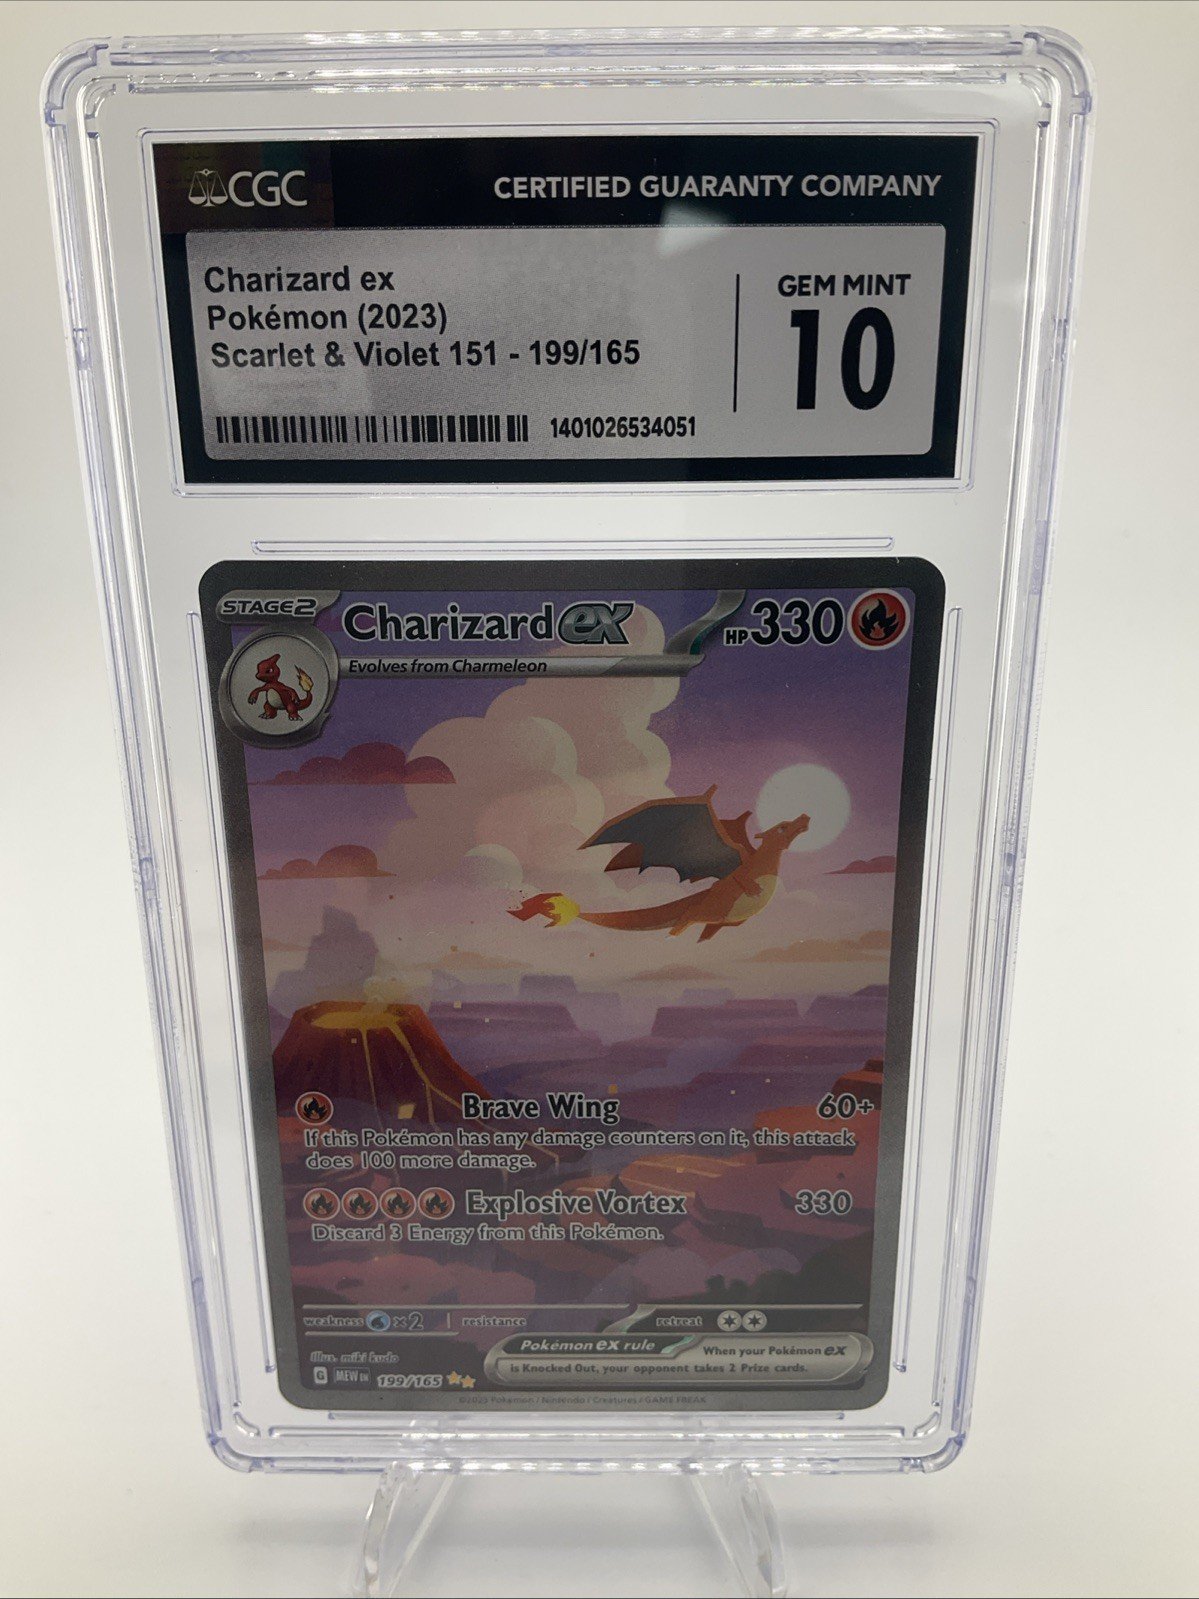 CGC
CERTIFIED GUARANTY COMPANY
Charizard ex
Pokémon (2023)
Scarlet & Violet 151 - 199/165
1401026534051
GEM MINT
10
STAGE2
Charizard ex
HP 330
Evolves from Charmeleon
Brave Wing 60+
If this Pokémon has any damage counters on it, this attack
does 100 more damage.
Explosive Vortex 330
Discard 3 Energy from this Pokémon.
weakness ×2 resistance retreat
Pokémon ex rule When your Pokémon ex
is Knocked Out, your opponent takes 2 Prize cards.
Illus. miki kudo
G MEW EN 199/165
©2023 Pokémon / Nintendo / Creatures / GAME FREAK